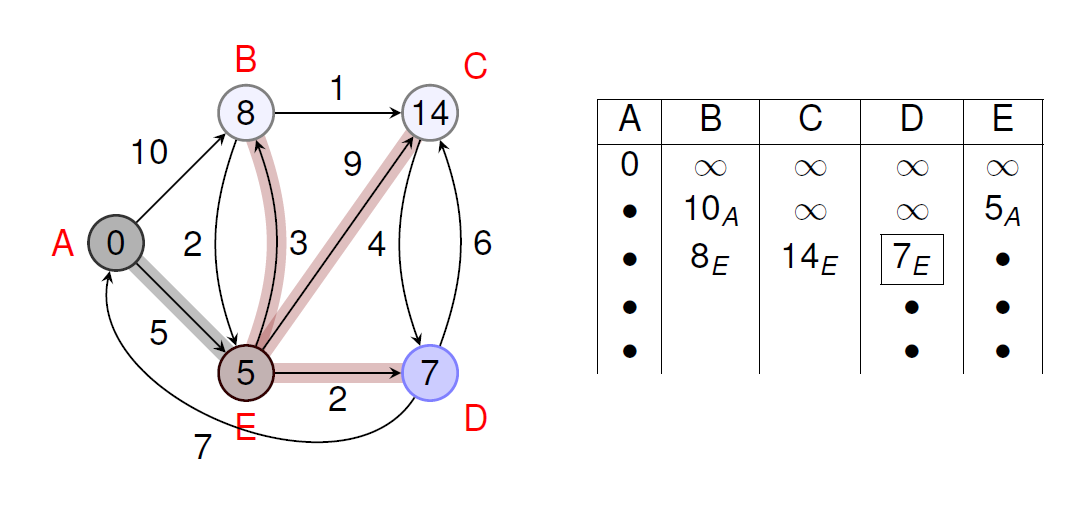 B
C
1
8
14
10
9
A
0
2
3
4
6
5
5
7
2
E
D
7
A B C D E
0 ∞ ∞ ∞ ∞
• 10A ∞ ∞ 5A
• 8E 14E 7E •
• • •
• • •